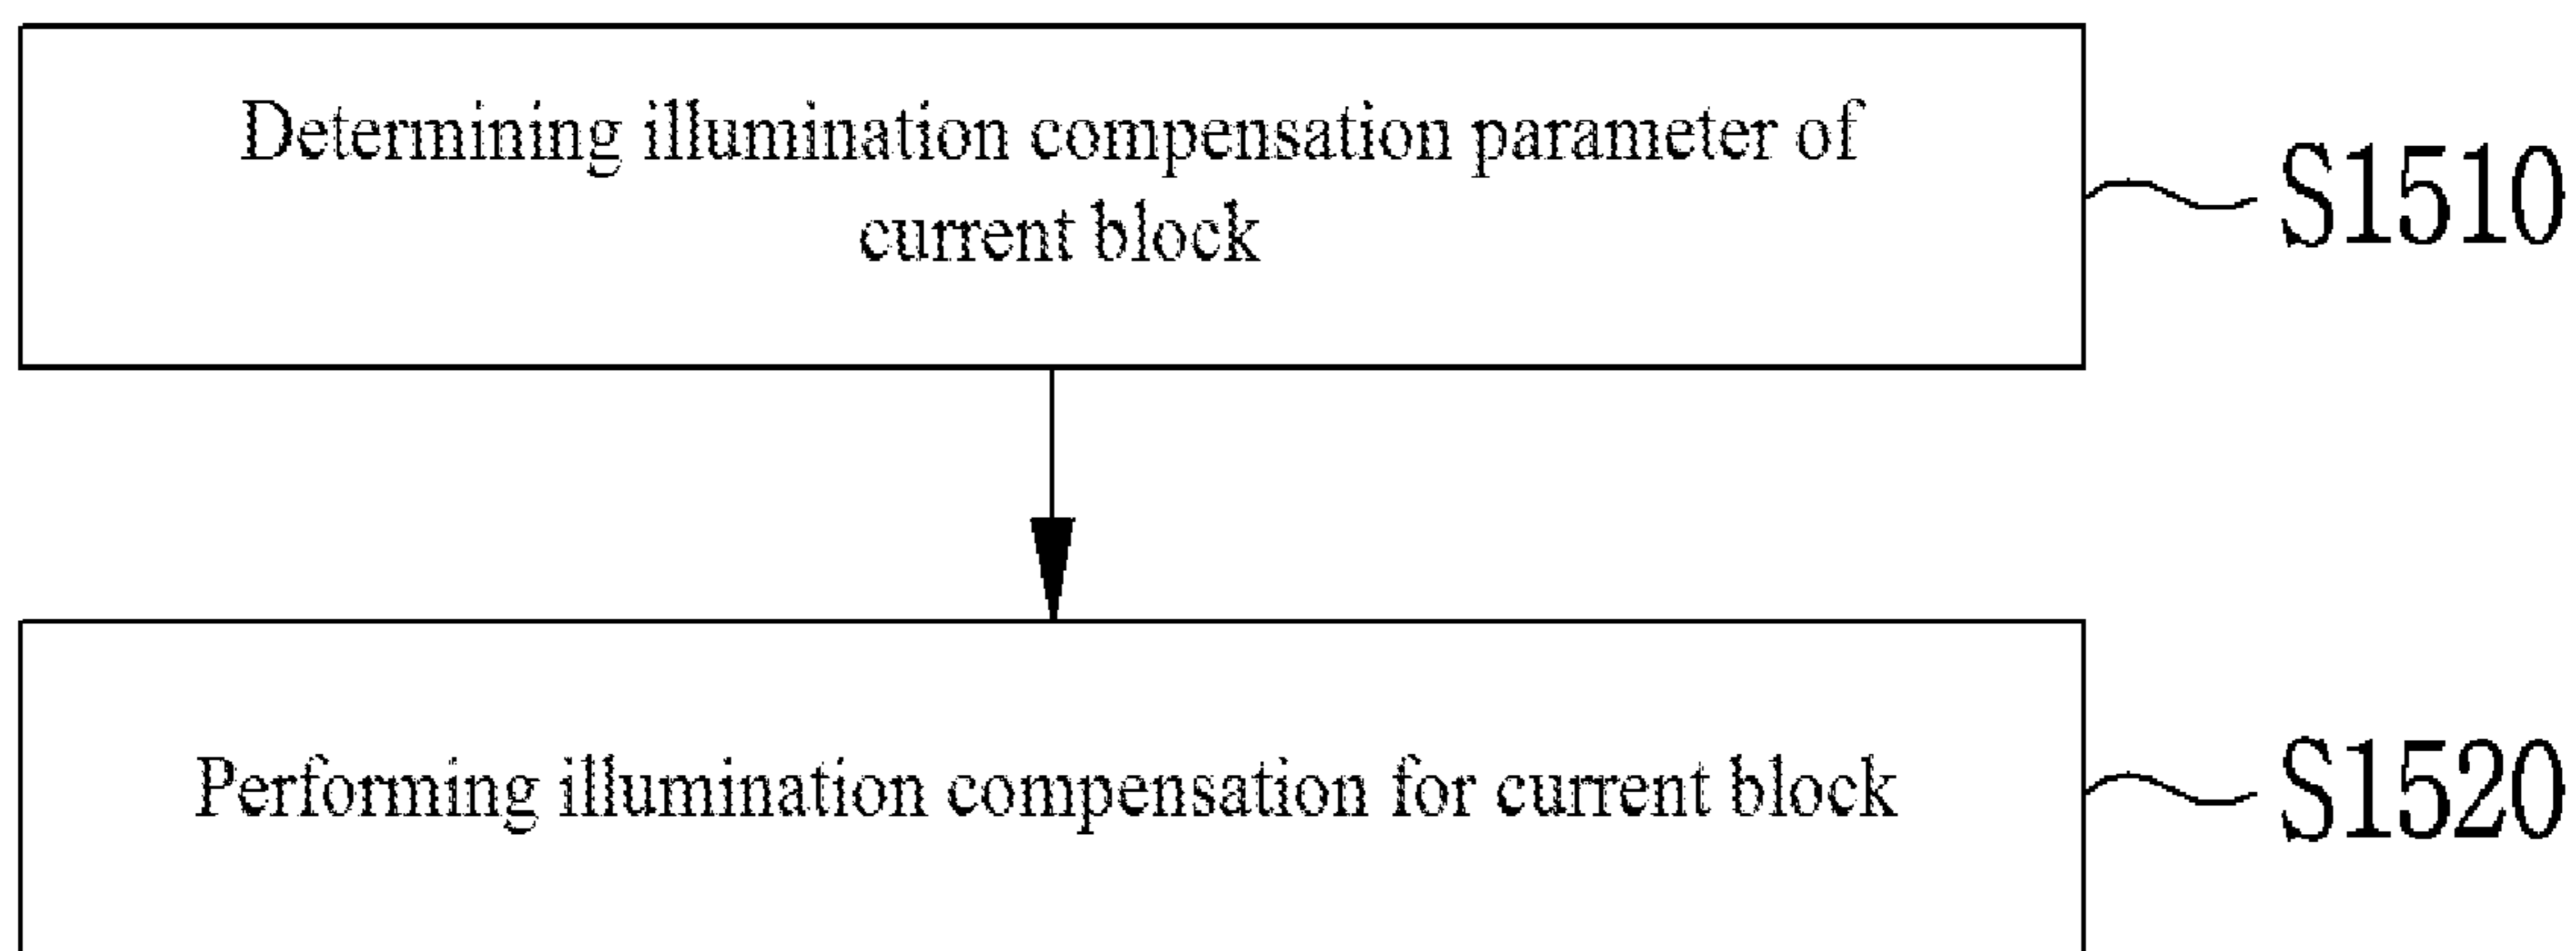 Determining illumination compensation parameter of
current block
S1510
Performing illumination compensation for current block
S1520